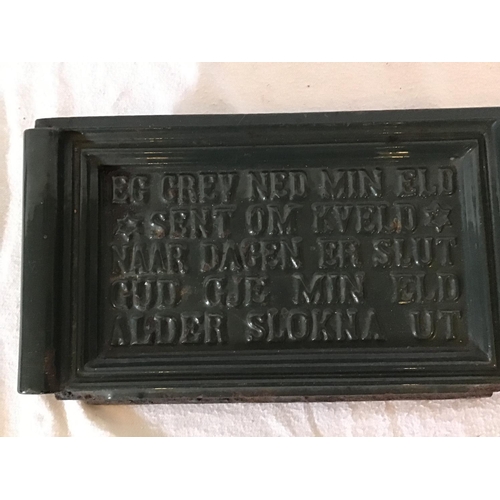 EG GREV NED MIN ELD
☆ SENT OM KVELD ☆
NAAR DAGEN ER SLUT
GUD GJE MIN ELD
ALDER SLOKNA UT